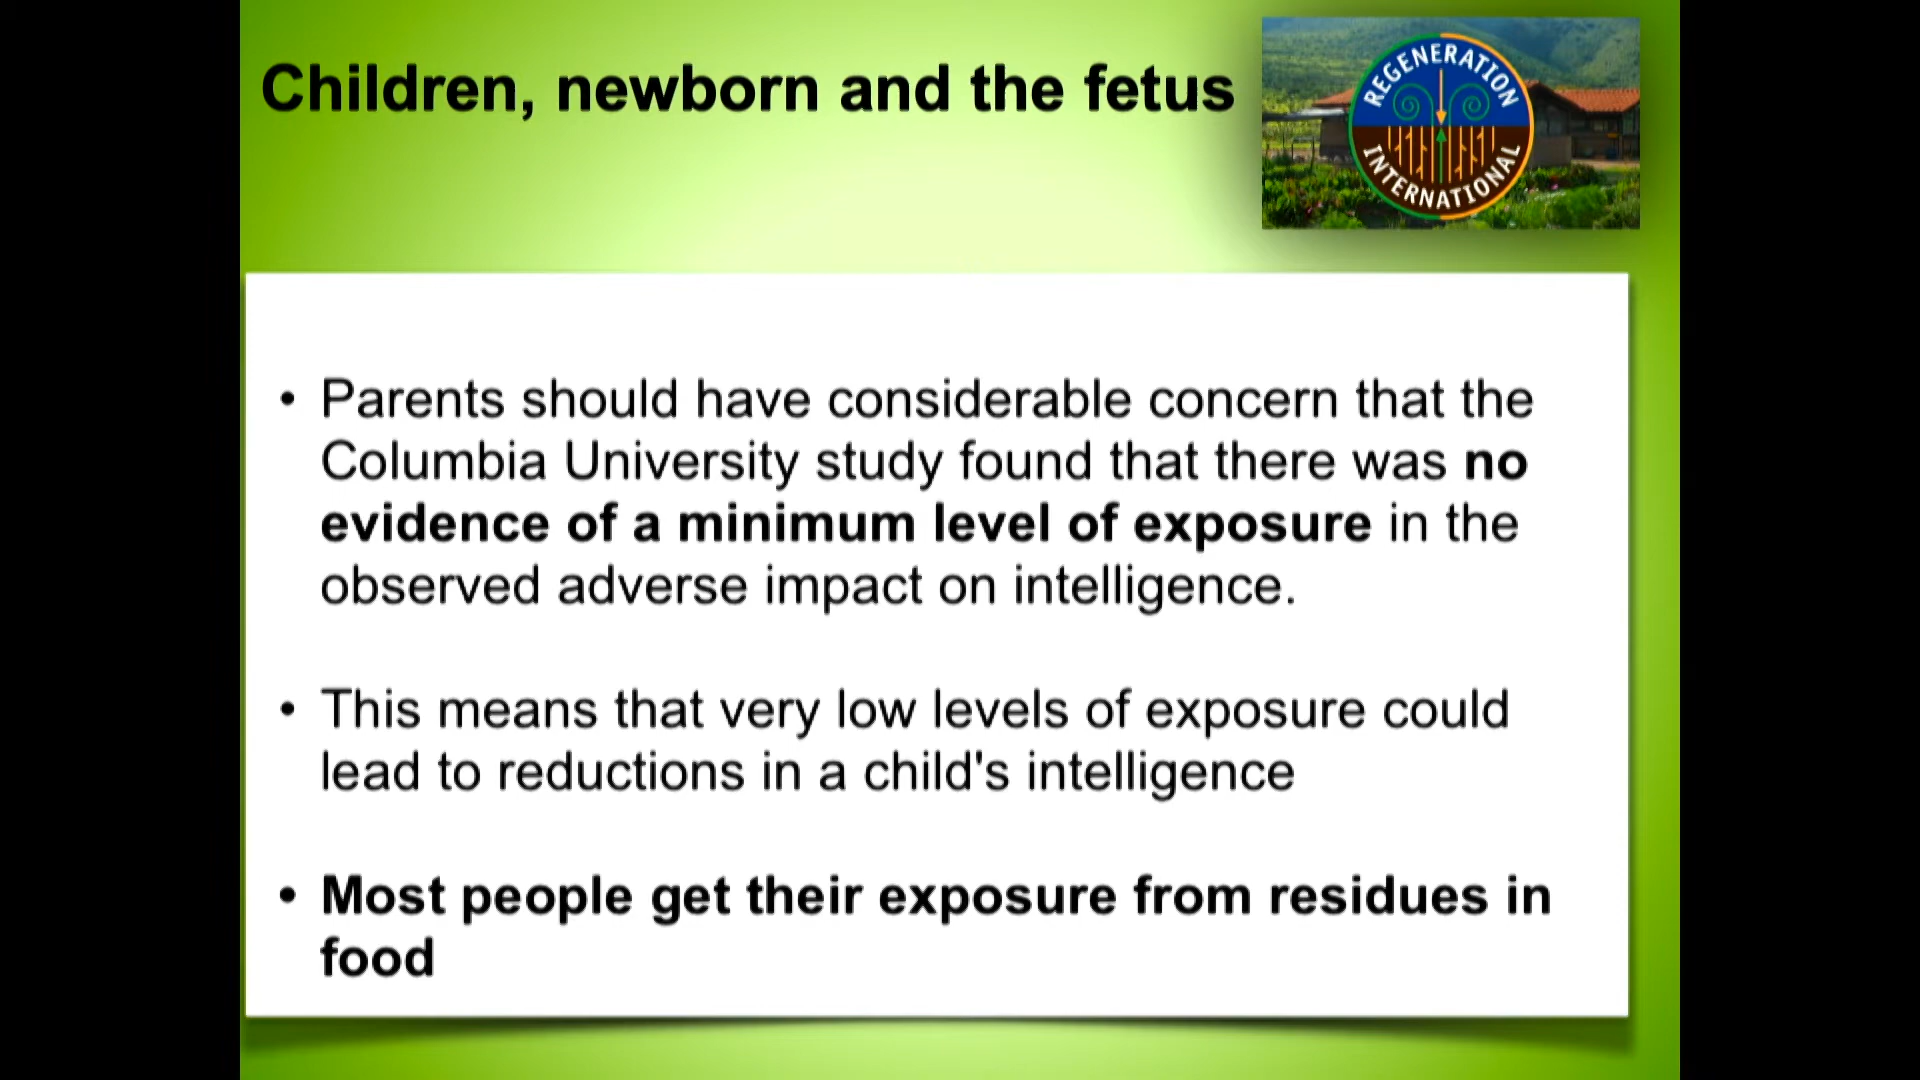 Children, newborn and the fetus
REGENERATION
INTERNATIONAL
• Parents should have considerable concern that the
Columbia University study found that there was no
evidence of a minimum level of exposure in the
observed adverse impact on intelligence.
• This means that very low levels of exposure could
lead to reductions in a child's intelligence
• Most people get their exposure from residues in
food